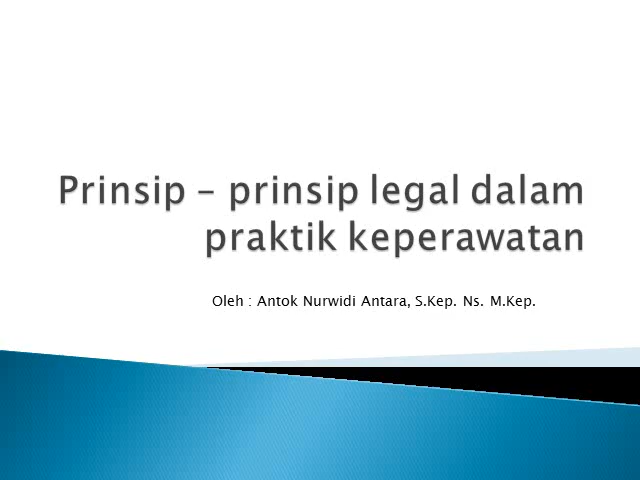 Prinsip – prinsip legal dalam
praktik keperawatan
Oleh : Antok Nurwidi Antara, S.Kep. Ns. M.Kep.